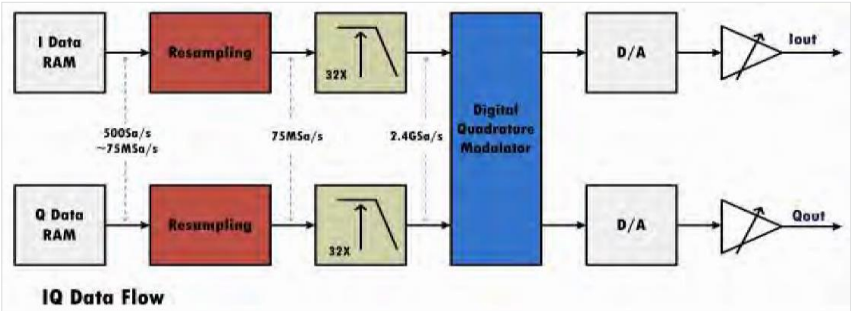 I Data
RAM
Resampling
32X
D/A
Iout
500Sa/s
~75MSa/s
75MSa/s
2.4GSa/s
Digital
Quadrature
Modulator
Q Data
RAM
Resumpling
32X
D/A
Qout
IQ Data Flow